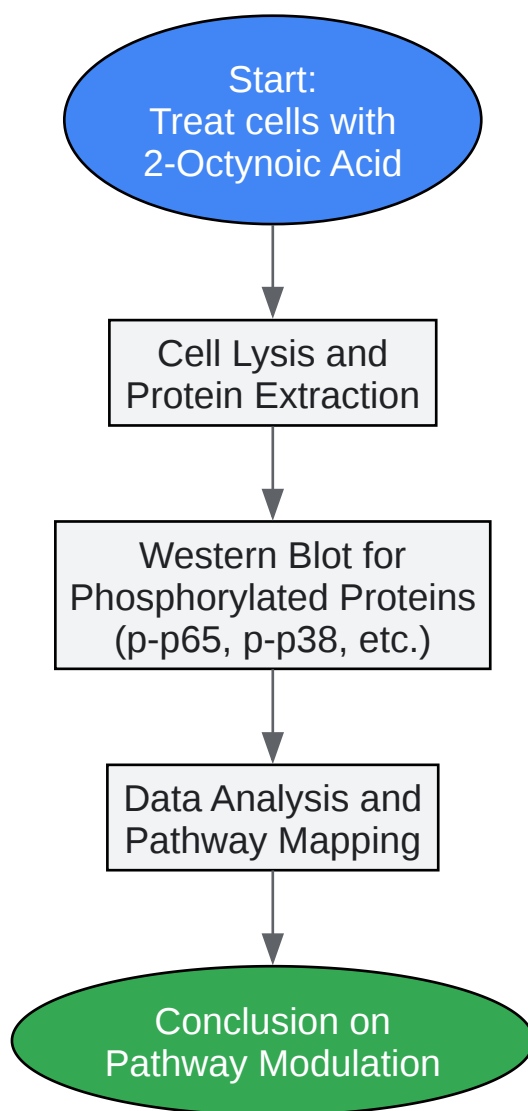 Start:
Treat cells with
2-Octynoic Acid
Cell Lysis and
Protein Extraction
Western Blot for
Phosphorylated Proteins
(p-p65, p-p38, etc.)
Data Analysis and
Pathway Mapping
Conclusion on
Pathway Modulation